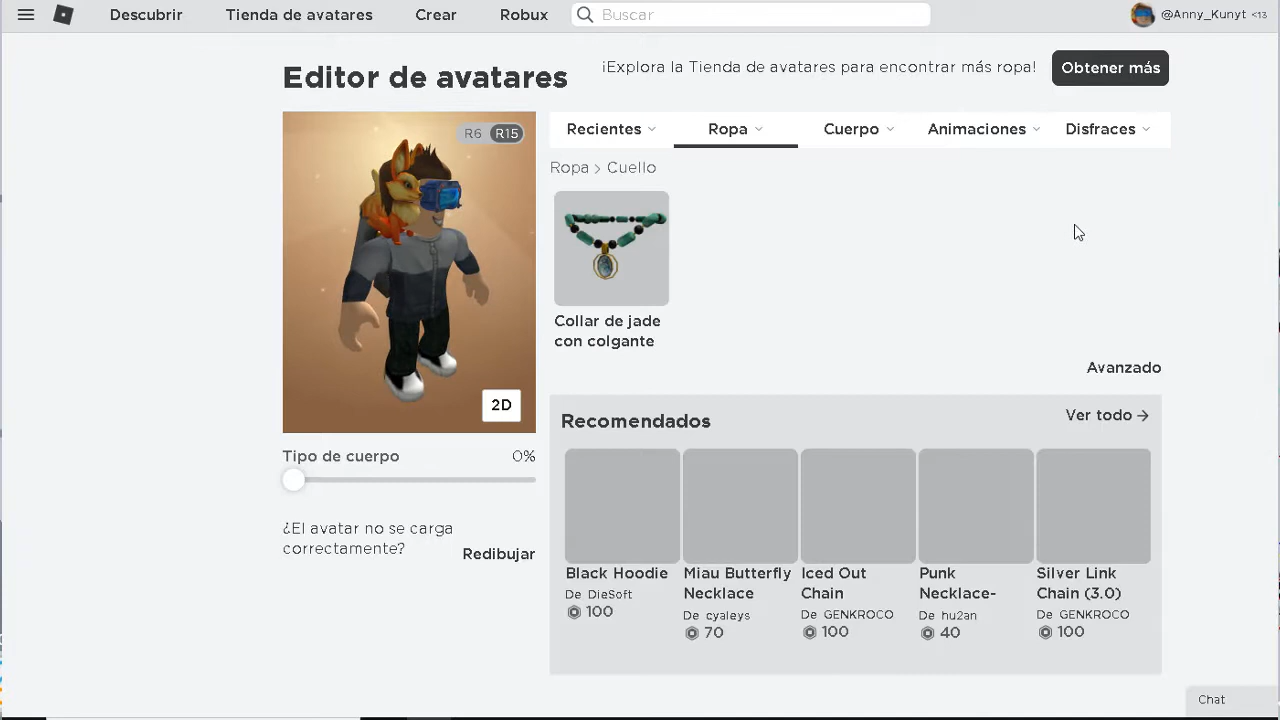 Descubrir
Tienda de avatares
Crear
Robux
Buscar
@Anny_Kunyt <13
Editor de avatares
¡Explora la Tienda de avatares para encontrar más ropa!
Obtener más
R6 R15
2D
Tipo de cuerpo 0%
¿El avatar no se carga
correctamente?
Redibujar
Recientes
Ropa
Cuerpo
Animaciones
Disfraces
Ropa > Cuello
Collar de jade
con colgante
Avanzado
Recomendados
Ver todo →
Black Hoodie
De DieSoft
100
Miau Butterfly
Necklace
De cyaleys
70
Iced Out
Chain
De GENKROCO
100
Punk
Necklace-
De hu2an
40
Silver Link
Chain (3.0)
De GENKROCO
100
Chat